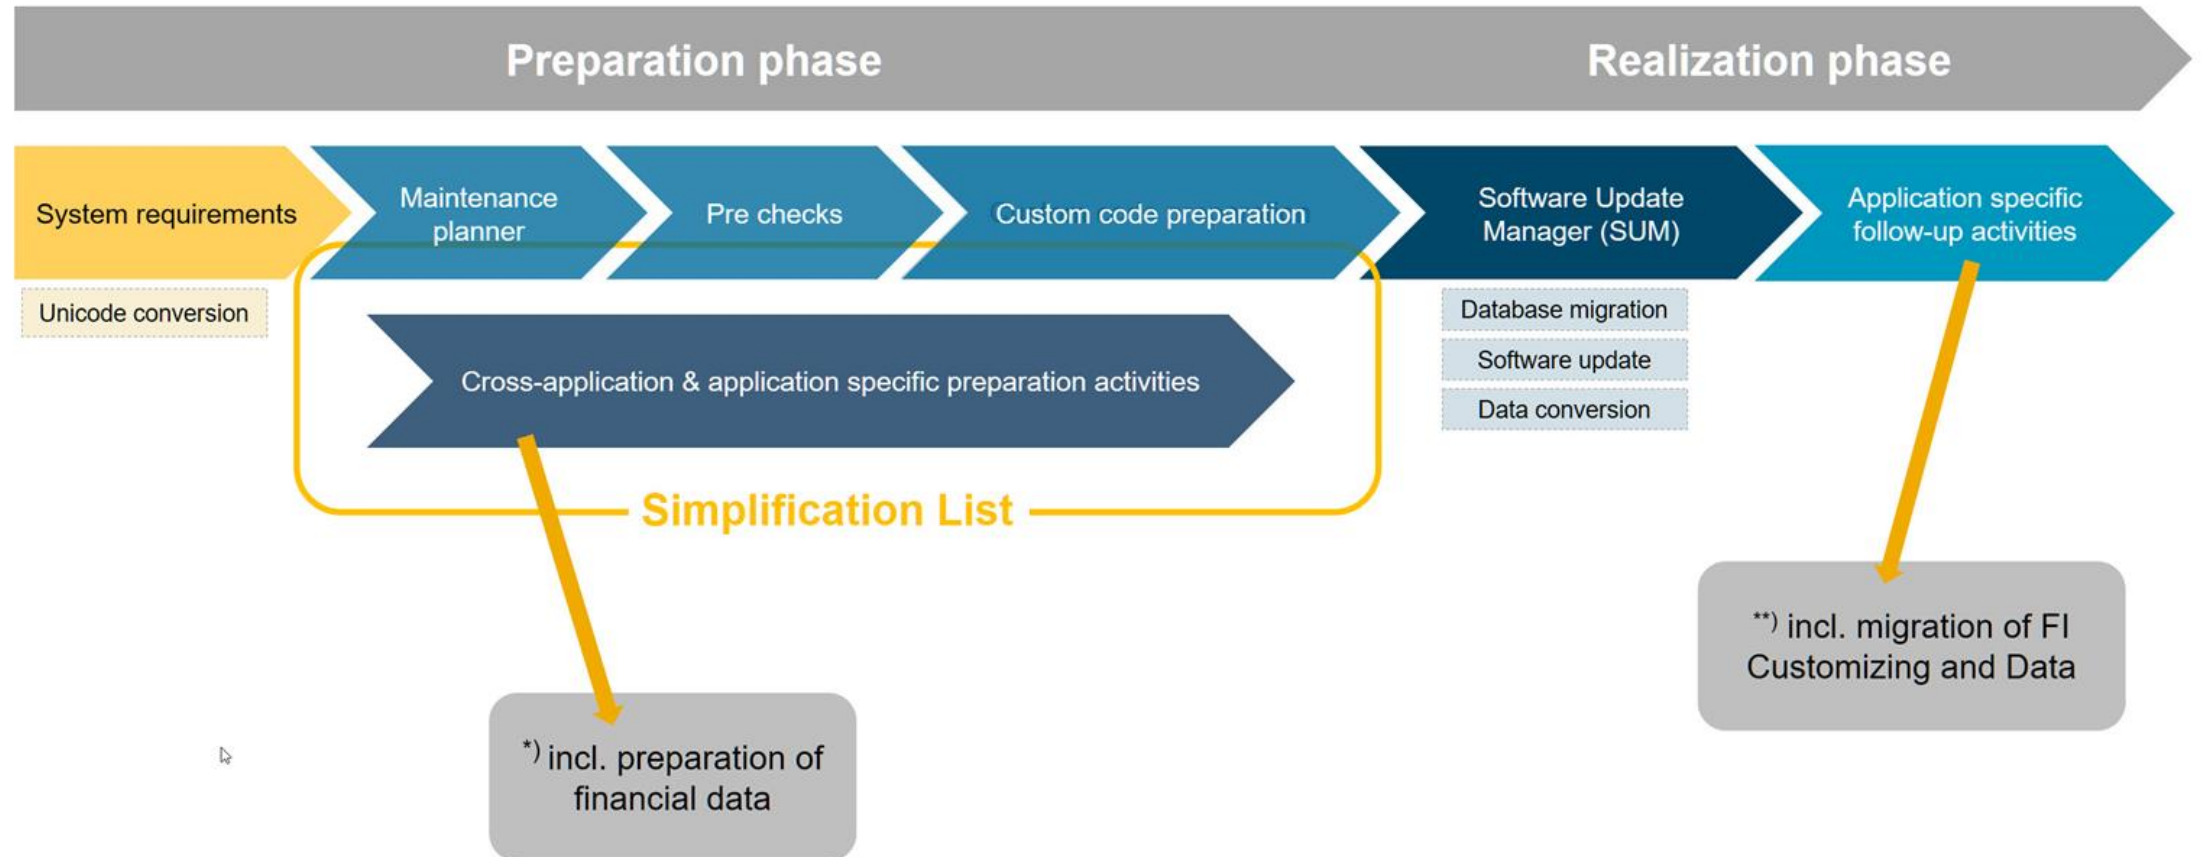 Preparation phase
Realization phase
System requirements
Maintenance
planner
Pre checks
Custom code preparation
Software Update
Manager (SUM)
Application specific
follow-up activities
Unicode conversion
Database migration
Software update
Data conversion
Cross-application & application specific preparation activities
Simplification List
**) incl. migration of FI
Customizing and Data
*) incl. preparation of
financial data